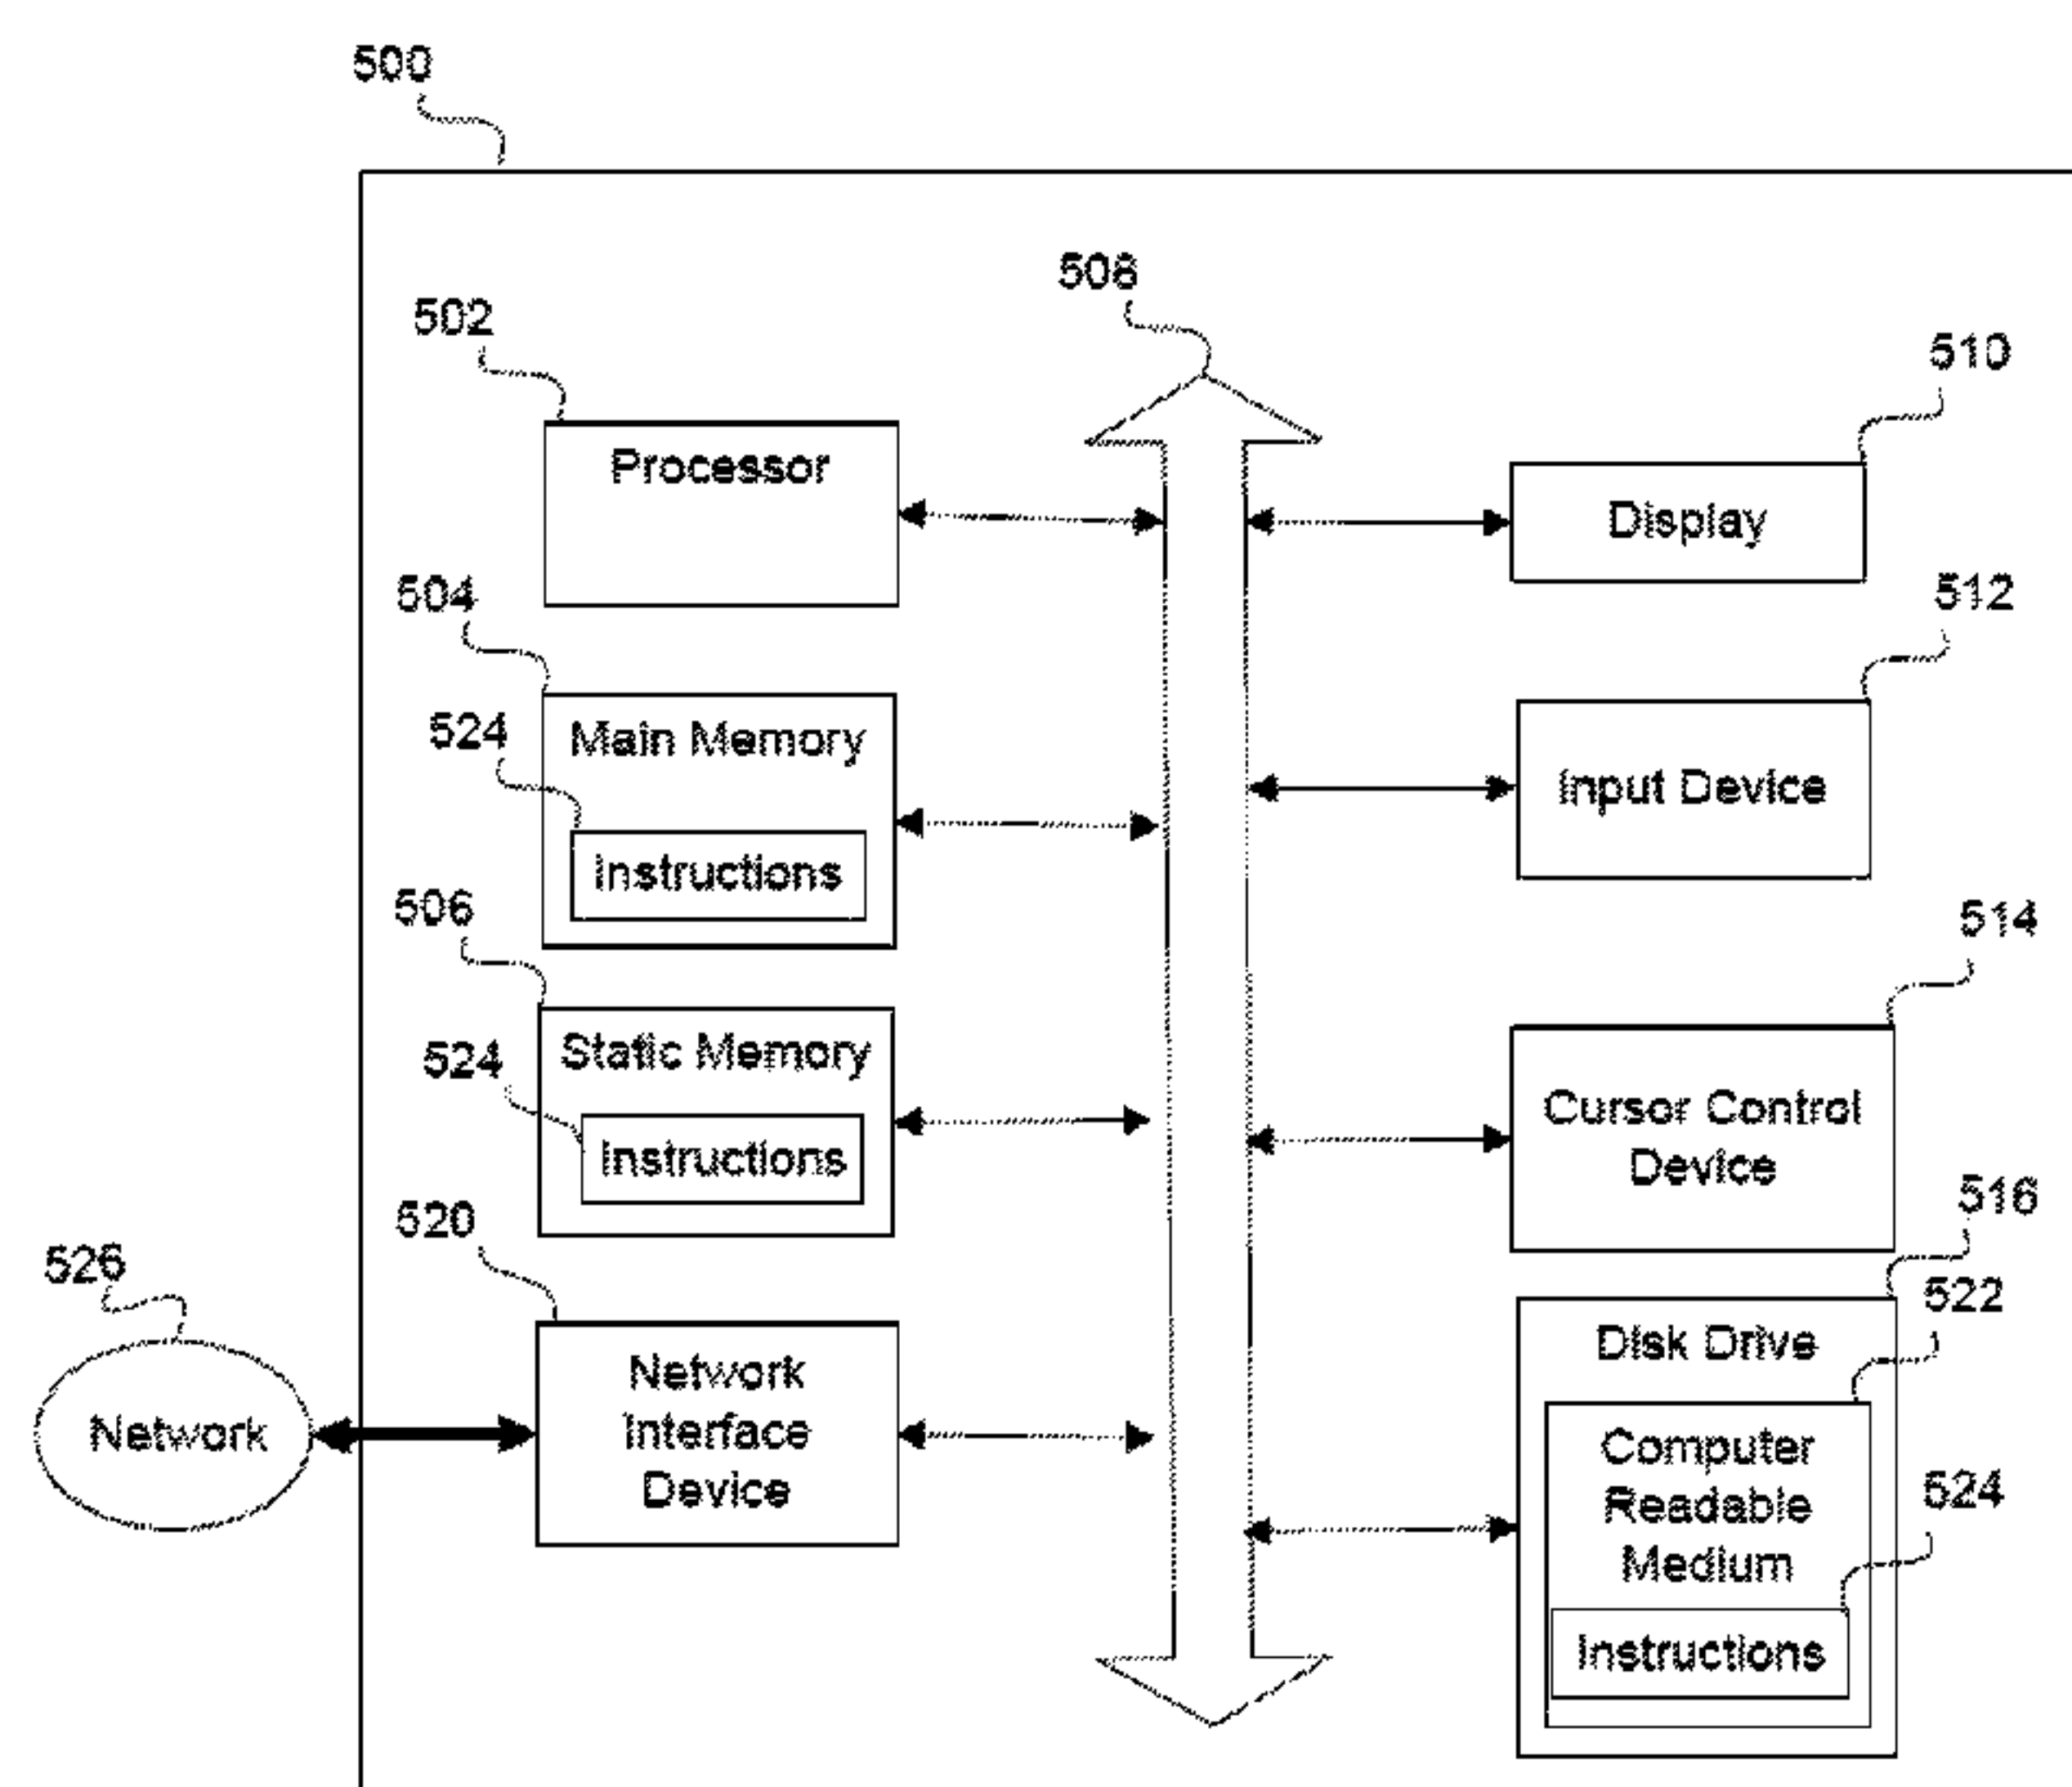 500
508
502
510
Processor
Display
504
512
524
Main Memory
Input Device
Instructions
506
514
524
Static Memory
Cursor Control
Device
Instructions
516
520
526
522
Network
Interface
Device
Disk Drive
Network
Computer
Readable
Medium
524
Instructions